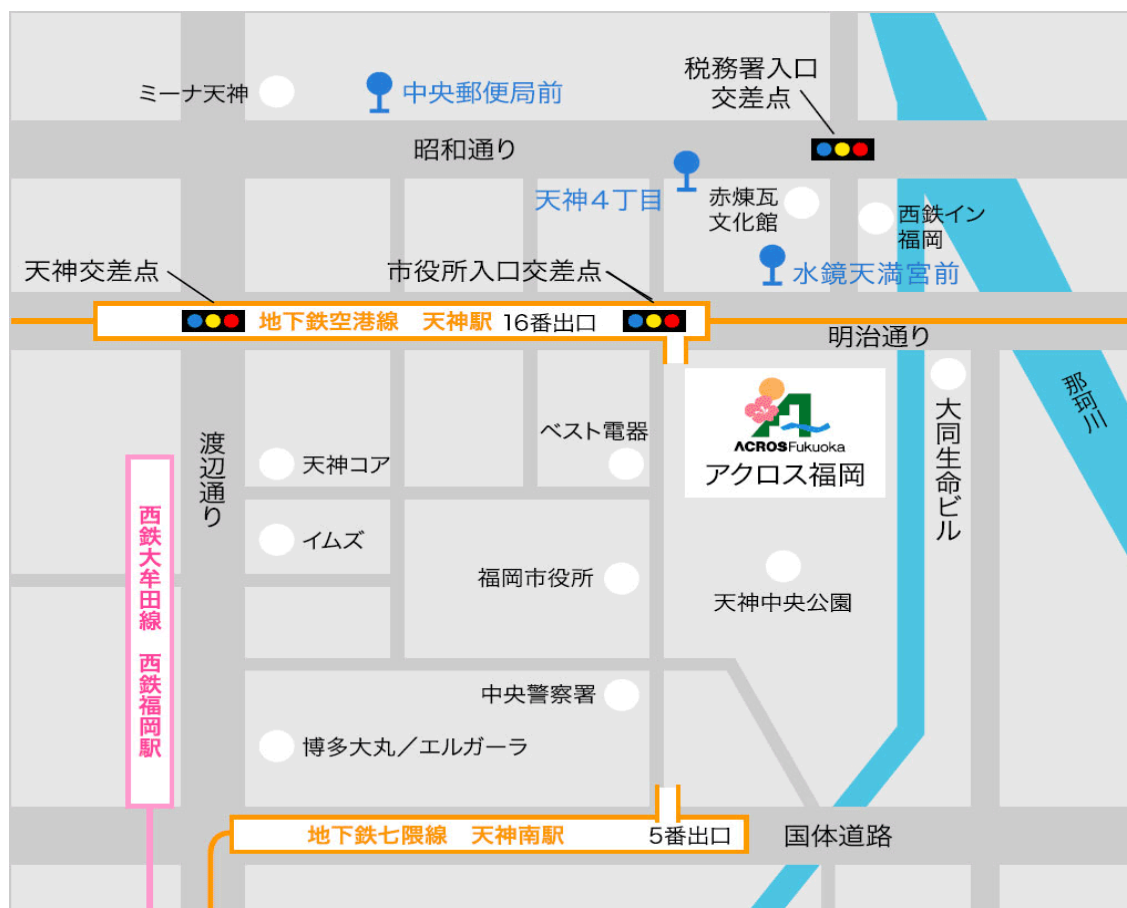 ミーナ天神
中央郵便局前
税務署入口
交差点
昭和通り
天神4丁目
赤煉瓦
文化館
西鉄イン
福岡
天神交差点
市役所入口交差点
水鏡天満宮前
地下鉄空港線 天神駅 16番出口
明治通り
那珂川
渡辺通り
天神コア
ベスト電器
ACROSFukuoka
アクロス福岡
大同生命ビル
イムズ
西鉄大牟田線 西鉄福岡駅
福岡市役所
天神中央公園
中央警察署
博多大丸/エルガーラ
地下鉄七隈線 天神南駅 5番出口
国体道路